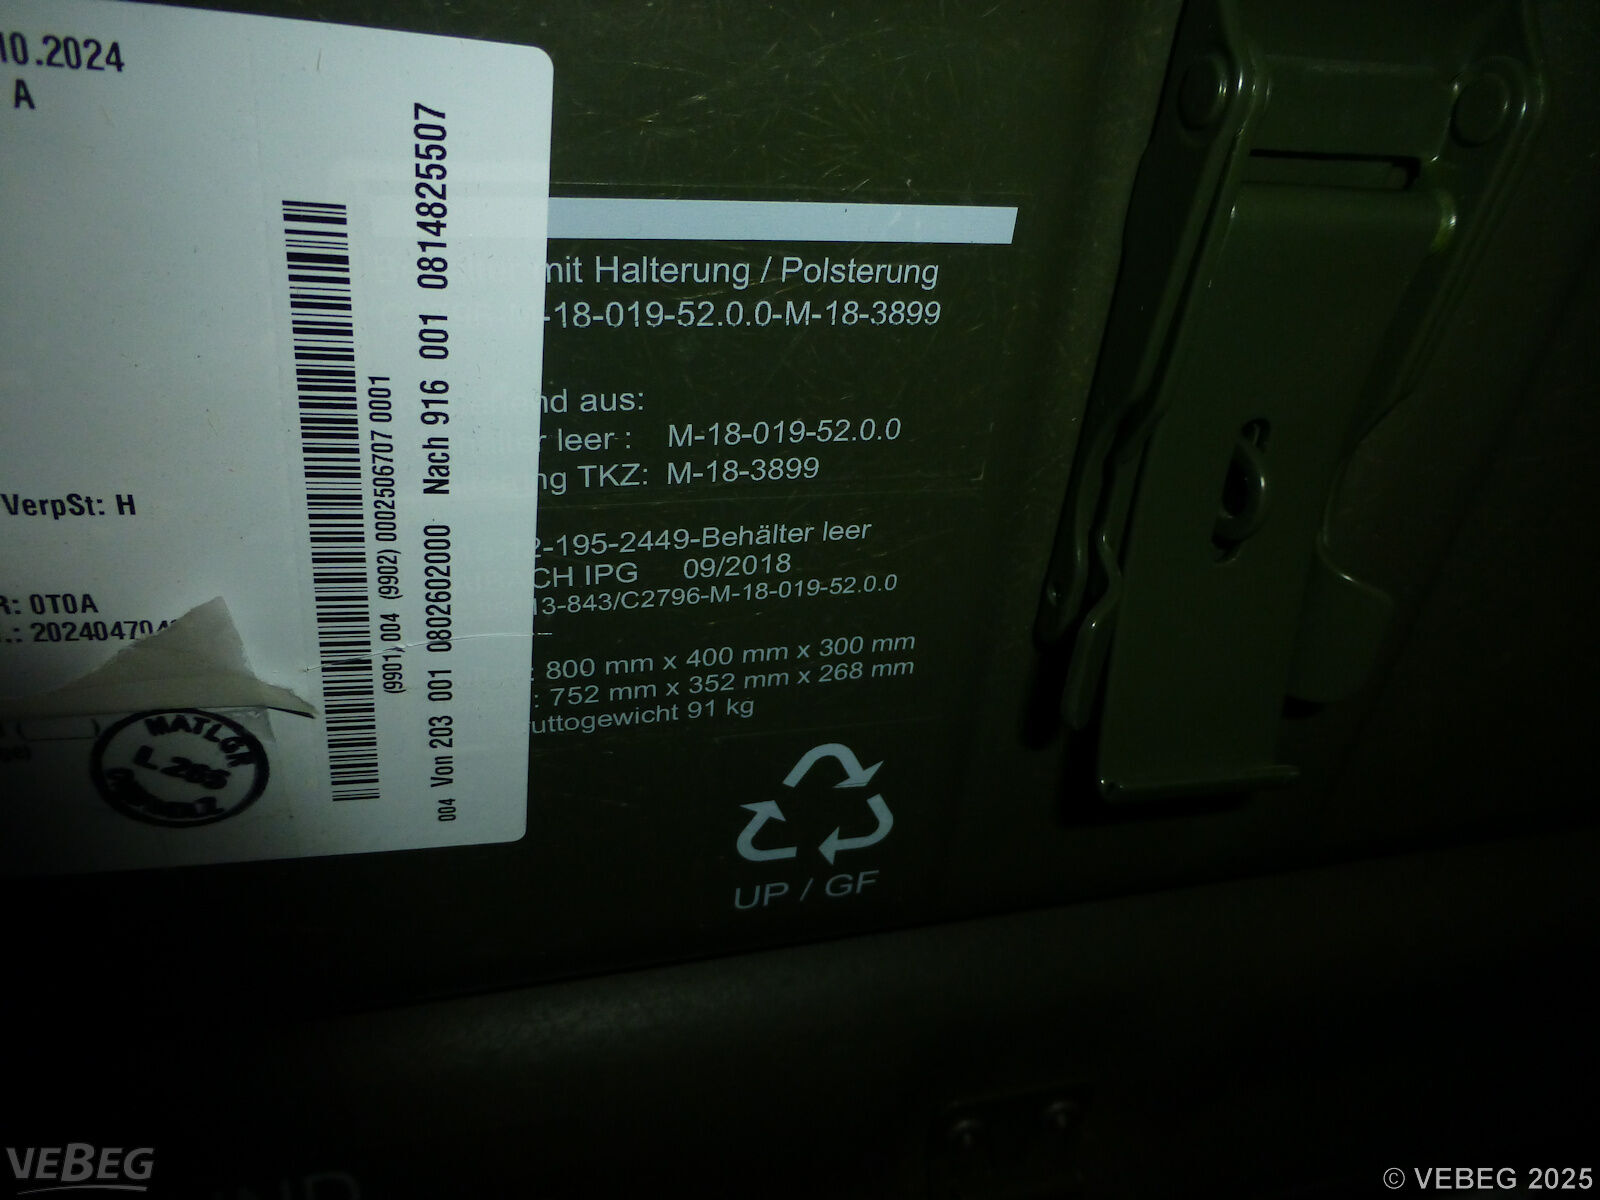 10.2024
A
VerpSt: H
R: 0T0A
.: 20240470
MATLGR
L 265
(9901) 004 (9902) 0002506707 0001
004 Von 203 001 0802602000 Nach 916 001 0814825507
mit Halterung / Polsterung
-18-019-52.0.0-M-18-3899
nd aus:
leer : M-18-019-52.0.0
ng TKZ: M-18-3899
2-195-2449-Behälter leer
CH IPG 09/2018
13-843/C2796-M-18-019-52.0.0
: 800 mm x 400 mm x 300 mm
: 752 mm x 352 mm x 268 mm
uttogewicht 91 kg
UP / GF
VEBEG
© VEBEG 2025